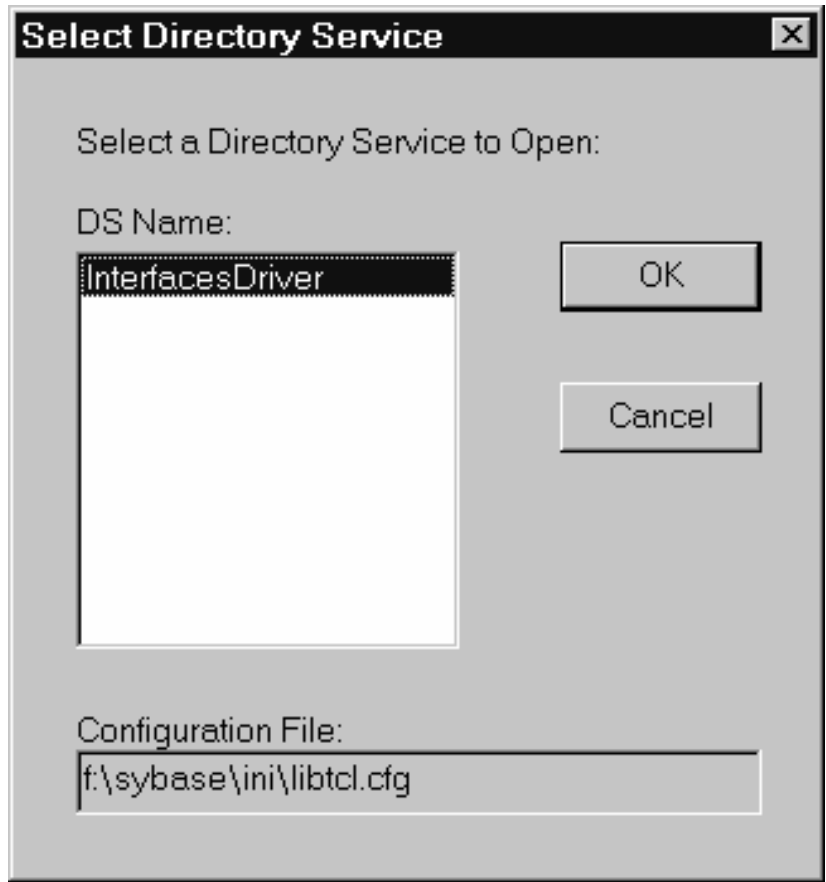 Select Directory Service
Select a Directory Service to Open:
DS Name:
InterfacesDriver
OK
Cancel
Configuration File:
f:\sybase\ini\libtcl.cfg